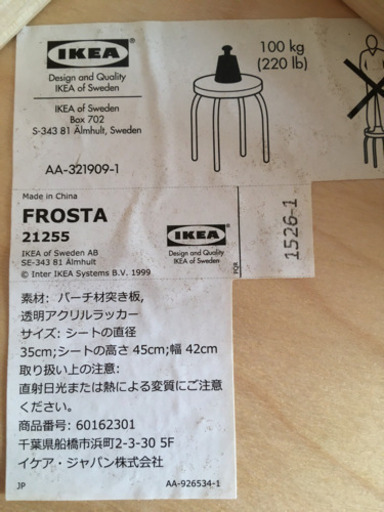 IKEA
Design and Quality
IKEA of Sweden
IKEA of Sweden
Box 702
S-343 81 Älmhult, Sweden
AA-321909-1
100 kg
(220 lb)
Made in China
FROSTA
21255
IKEA of Sweden AB
SE-343 81 Älmhult
© Inter IKEA Systems B.V. 1999
IKEA
Design and Quality
IKEA of Sweden
1526-1
素材: バーチ材突き板,
透明アクリルラッカー
サイズ: シートの直径
35cm;シートの高さ 45cm;幅 42cm
取り扱い上の注意:
直射日光または熱による変質にご注意
ください。
商品番号: 60162301
千葉県船橋市浜町2-3-30 5F
イケア・ジャパン株式会社
JP
AA-926534-1